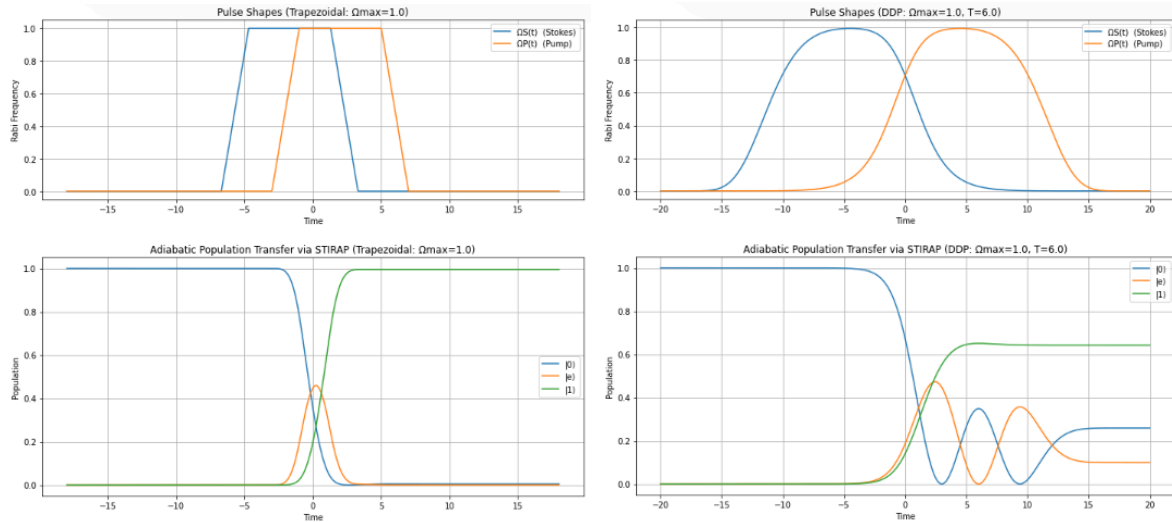 Pulse Shapes (Trapezoidal: Ωmax=1.0)
Rabi Frequency
1.0
0.8
0.6
0.4
0.2
0.0
ΩS(t) (Stokes)
ΩP(t) (Pump)
−15 −10 −5 0 5 10 15
Time
Pulse Shapes (DDP: Ωmax=1.0, T=6.0)
Rabi Frequency
1.0
0.8
0.6
0.4
0.2
0.0
ΩS(t) (Stokes)
ΩP(t) (Pump)
−20 −15 −10 −5 0 5 10 15 20
Time
Adiabatic Population Transfer via STIRAP (Trapezoidal: Ωmax=1.0)
Population
1.0
0.8
0.6
0.4
0.2
0.0
|0⟩
|e⟩
|1⟩
−15 −10 −5 0 5 10 15
Time
Adiabatic Population Transfer via STIRAP (DDP: Ωmax=1.0, T=6.0)
Population
1.0
0.8
0.6
0.4
0.2
0.0
|0⟩
|e⟩
|1⟩
−20 −15 −10 −5 0 5 10 15 20
Time